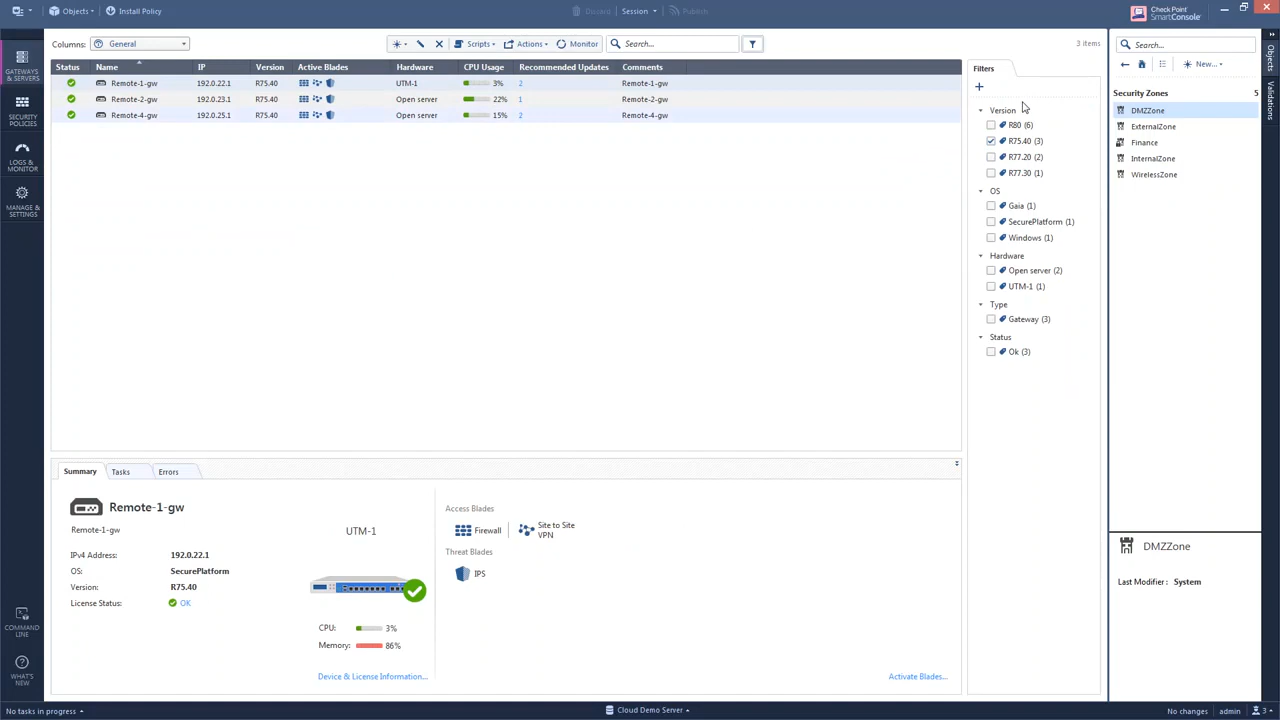 Objects
Install Policy
Discard
Session
Publish
Check Point
SmartConsole
Columns:
General
Scripts
Actions
Monitor
Search...
3 items
Search...
New...
GATEWAYS
& SERVERS
SECURITY
POLICIES
LOGS &
MONITOR
MANAGE &
SETTINGS
COMMAND
LINE
WHAT'S
NEW
Status Name IP Version Active Blades Hardware CPU Usage Recommended Updates Comments
Remote-1-gw 192.0.22.1 R75.40 UTM-1 3% 2 Remote-1-gw
Remote-2-gw 192.0.23.1 R75.40 Open server 22% 1 Remote-2-gw
Remote-4-gw 192.0.25.1 R75.40 Open server 15% 2 Remote-4-gw
Filters
Version
R80 (6)
R75.40 (3)
R77.20 (2)
R77.30 (1)
OS
Gaia (1)
SecurePlatform (1)
Windows (1)
Hardware
Open server (2)
UTM-1 (1)
Type
Gateway (3)
Status
Ok (3)
Security Zones 5
DMZZone
ExternalZone
Finance
InternalZone
WirelessZone
Objects
Validations
Summary Tasks Errors
Remote-1-gw
Remote-1-gw
IPv4 Address: 192.0.22.1
OS: SecurePlatform
Version: R75.40
License Status: OK
UTM-1
CPU: 3%
Memory: 86%
Device & License Information...
Access Blades
Firewall
Site to Site
VPN
Threat Blades
IPS
Activate Blades...
DMZZone
Last Modifier : System
No tasks in progress
Cloud Demo Server
No changes
admin
3